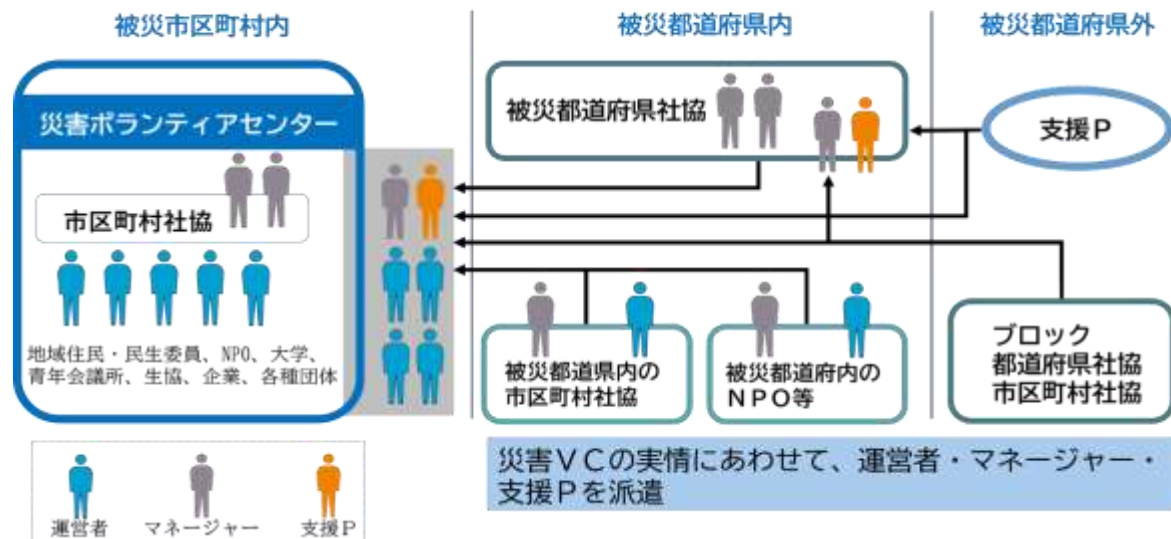 被災市区町村内
被災都道府県内
被災都道府県外
災害ボランティアセンター
市区町村社協
地域住民・民生委員、NPO、大学、
青年会議所、生協、企業、各種団体
被災都道府県社協
支援P
被災都道県内の
市区町村社協
被災都道府内の
NPO等
ブロック
都道府県社協
市区町村社協
災害VCの実情にあわせて、運営者・マネージャー・
支援Pを派遣
運営者
マネージャー
支援P